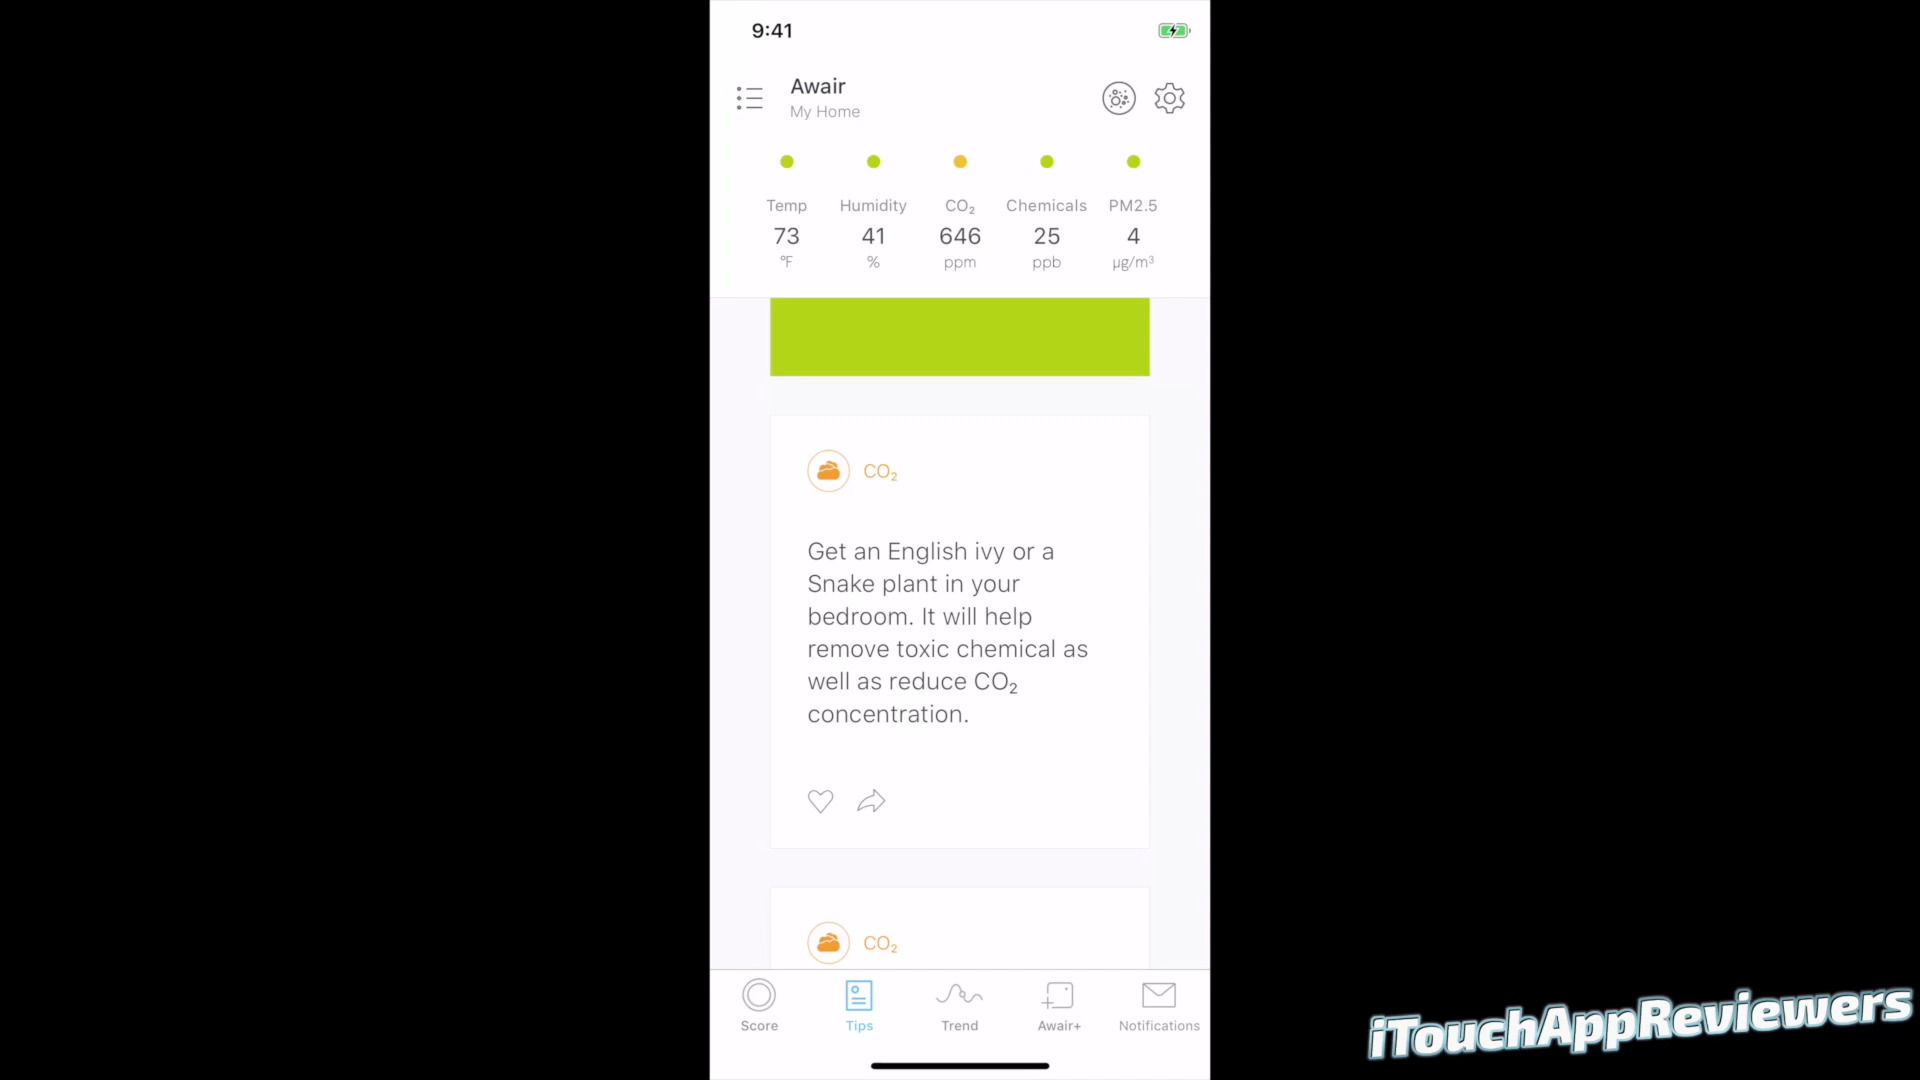 9:41
Awair
My Home
Temp Humidity CO₂ Chemicals PM2.5
73 41 646 25 4
°F % ppm ppb µg/m³
CO₂
Get an English ivy or a
Snake plant in your
bedroom. It will help
remove toxic chemical as
well as reduce CO₂
concentration.
CO₂
Score Tips Trend Awair+ Notifications
iTouchAppReviewers